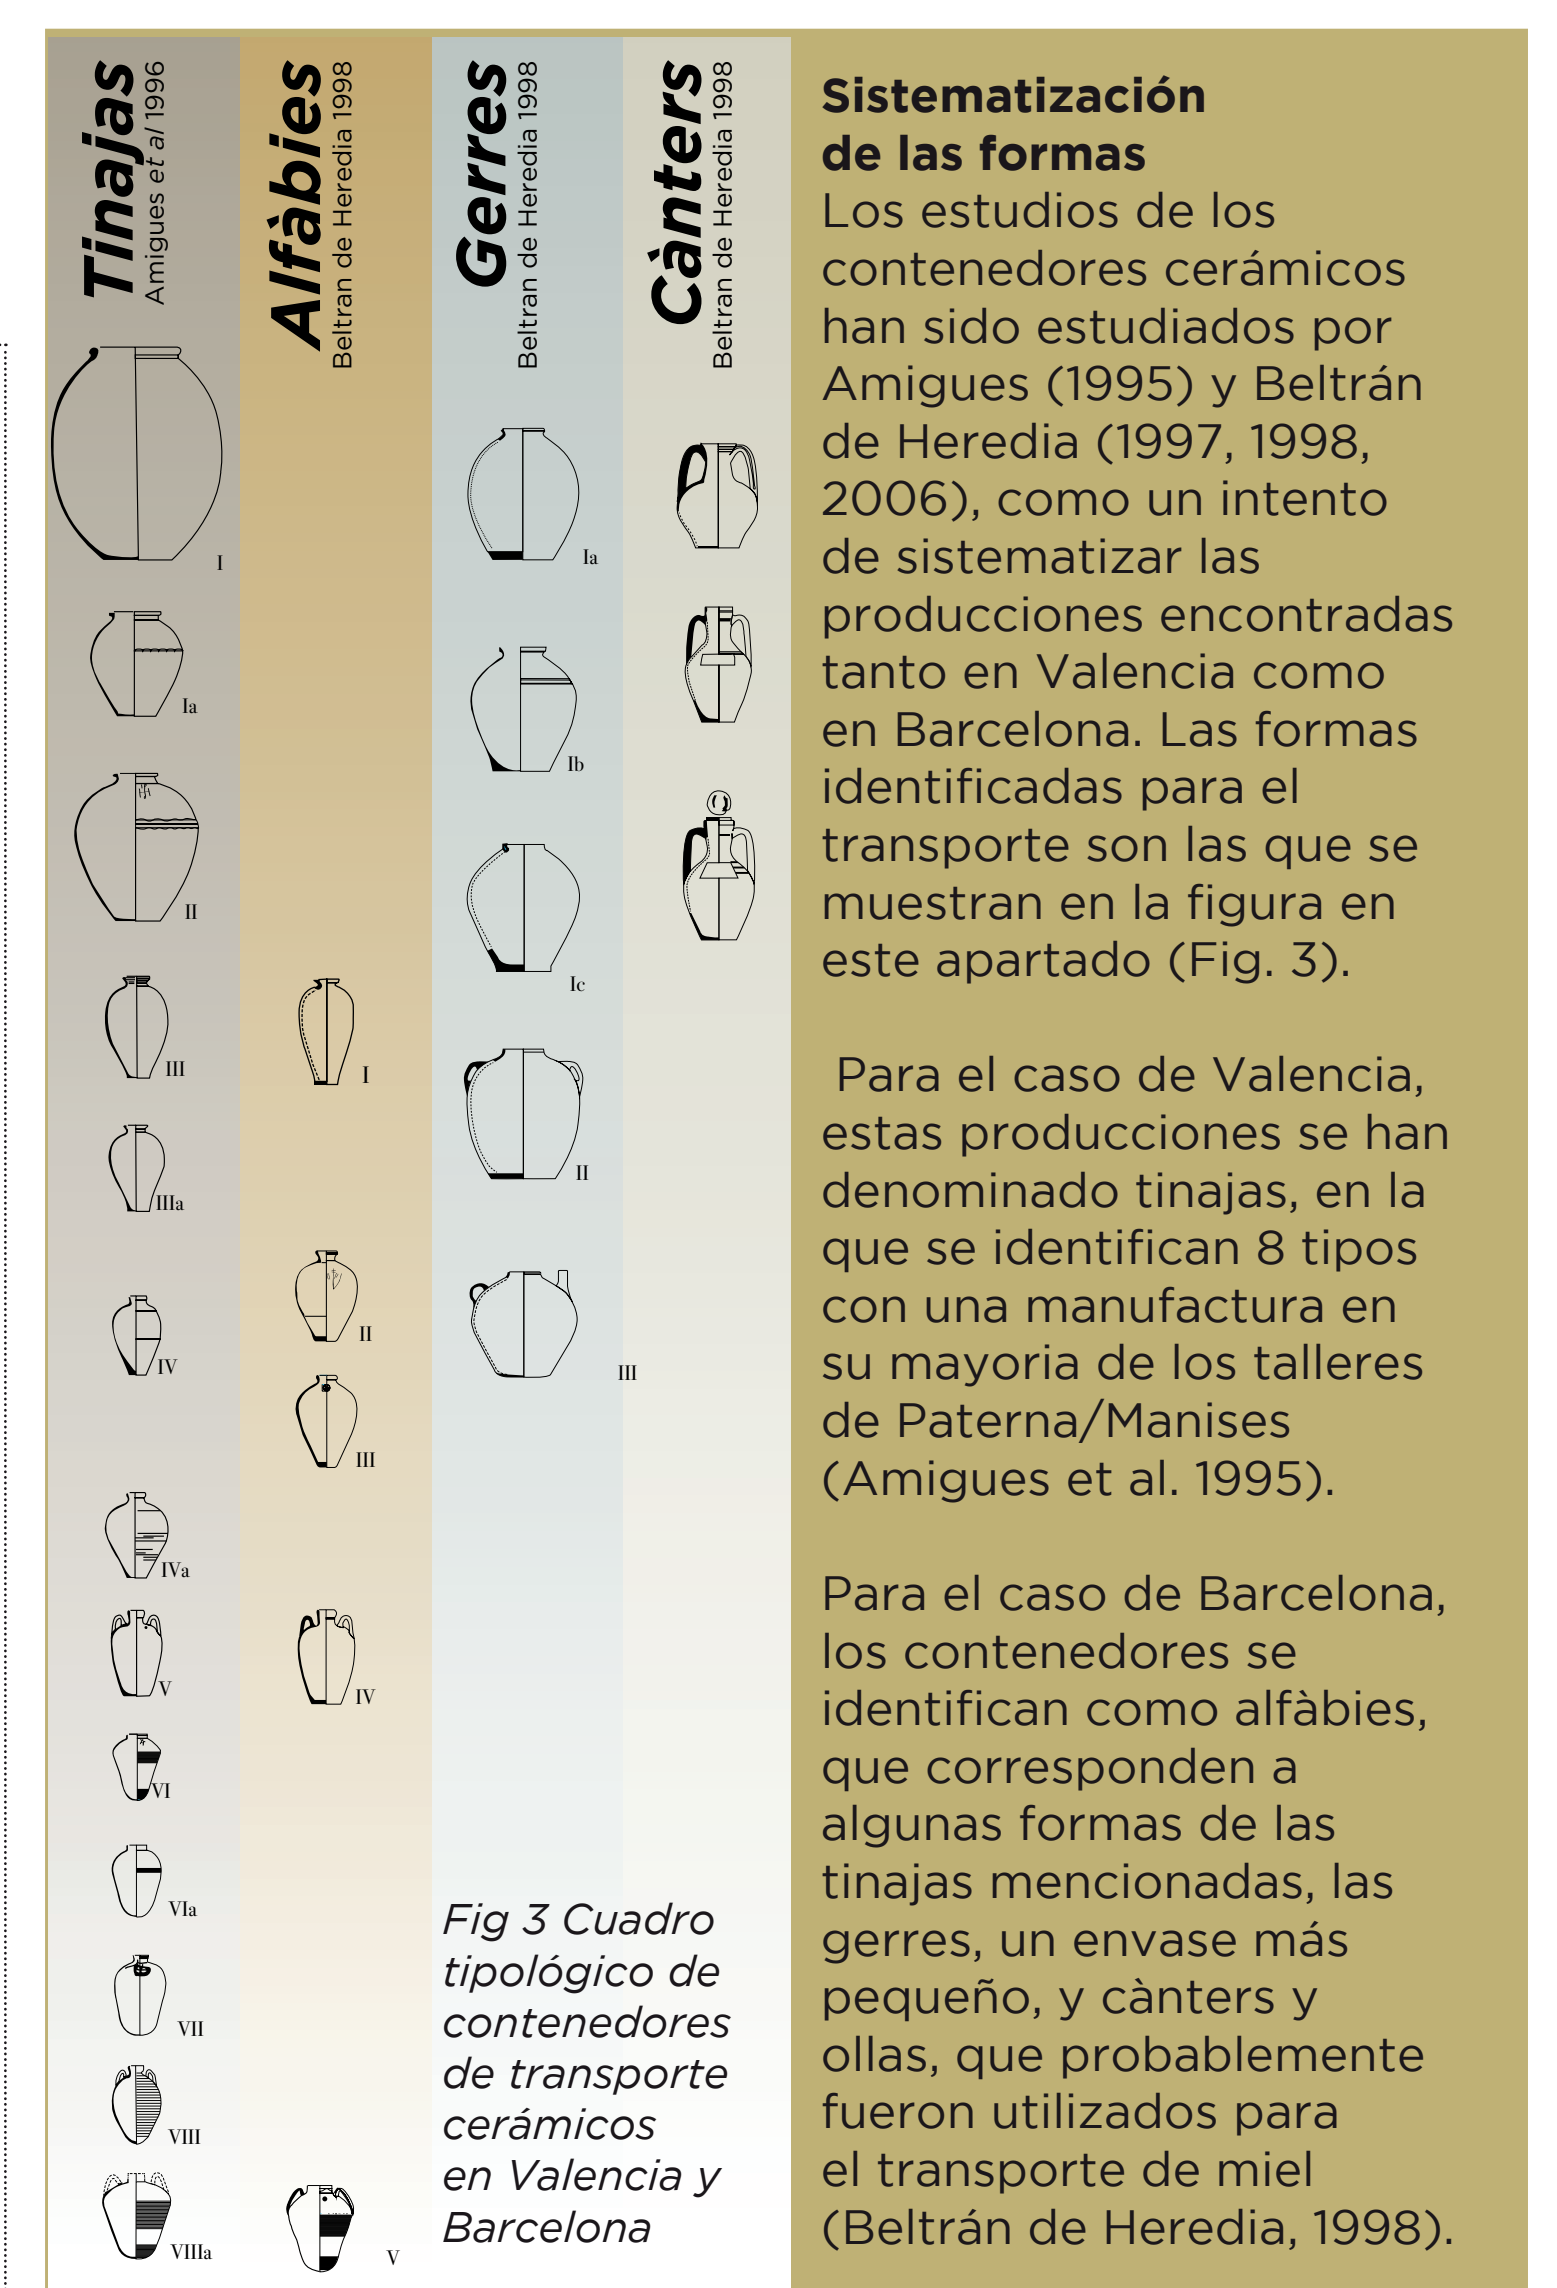 Tinajas
Amigues et al 1996
I
Ia
II
III
IIIa
IV
IVa
V
VI
VIa
VII
VIII
VIIIa
Alfàbies
Beltran de Heredia 1998
I
II
III
IV
V
Gerres
Beltran de Heredia 1998
Ia
Ib
Ic
II
III
Cànters
Beltran de Heredia 1998
Fig 3 Cuadro
tipológico de
contenedores
de transporte
cerámicos
en Valencia y
Barcelona
Sistematización
de las formas
Los estudios de los
contenedores cerámicos
han sido estudiados por
Amigues (1995) y Beltrán
de Heredia (1997, 1998,
2006), como un intento
de sistematizar las
producciones encontradas
tanto en Valencia como
en Barcelona. Las formas
identificadas para el
transporte son las que se
muestran en la figura en
este apartado (Fig. 3).
Para el caso de Valencia,
estas producciones se han
denominado tinajas, en la
que se identifican 8 tipos
con una manufactura en
su mayoria de los talleres
de Paterna/Manises
(Amigues et al. 1995).
Para el caso de Barcelona,
los contenedores se
identifican como alfàbies,
que corresponden a
algunas formas de las
tinajas mencionadas, las
gerres, un envase más
pequeño, y cànters y
ollas, que probablemente
fueron utilizados para
el transporte de miel
(Beltrán de Heredia, 1998).